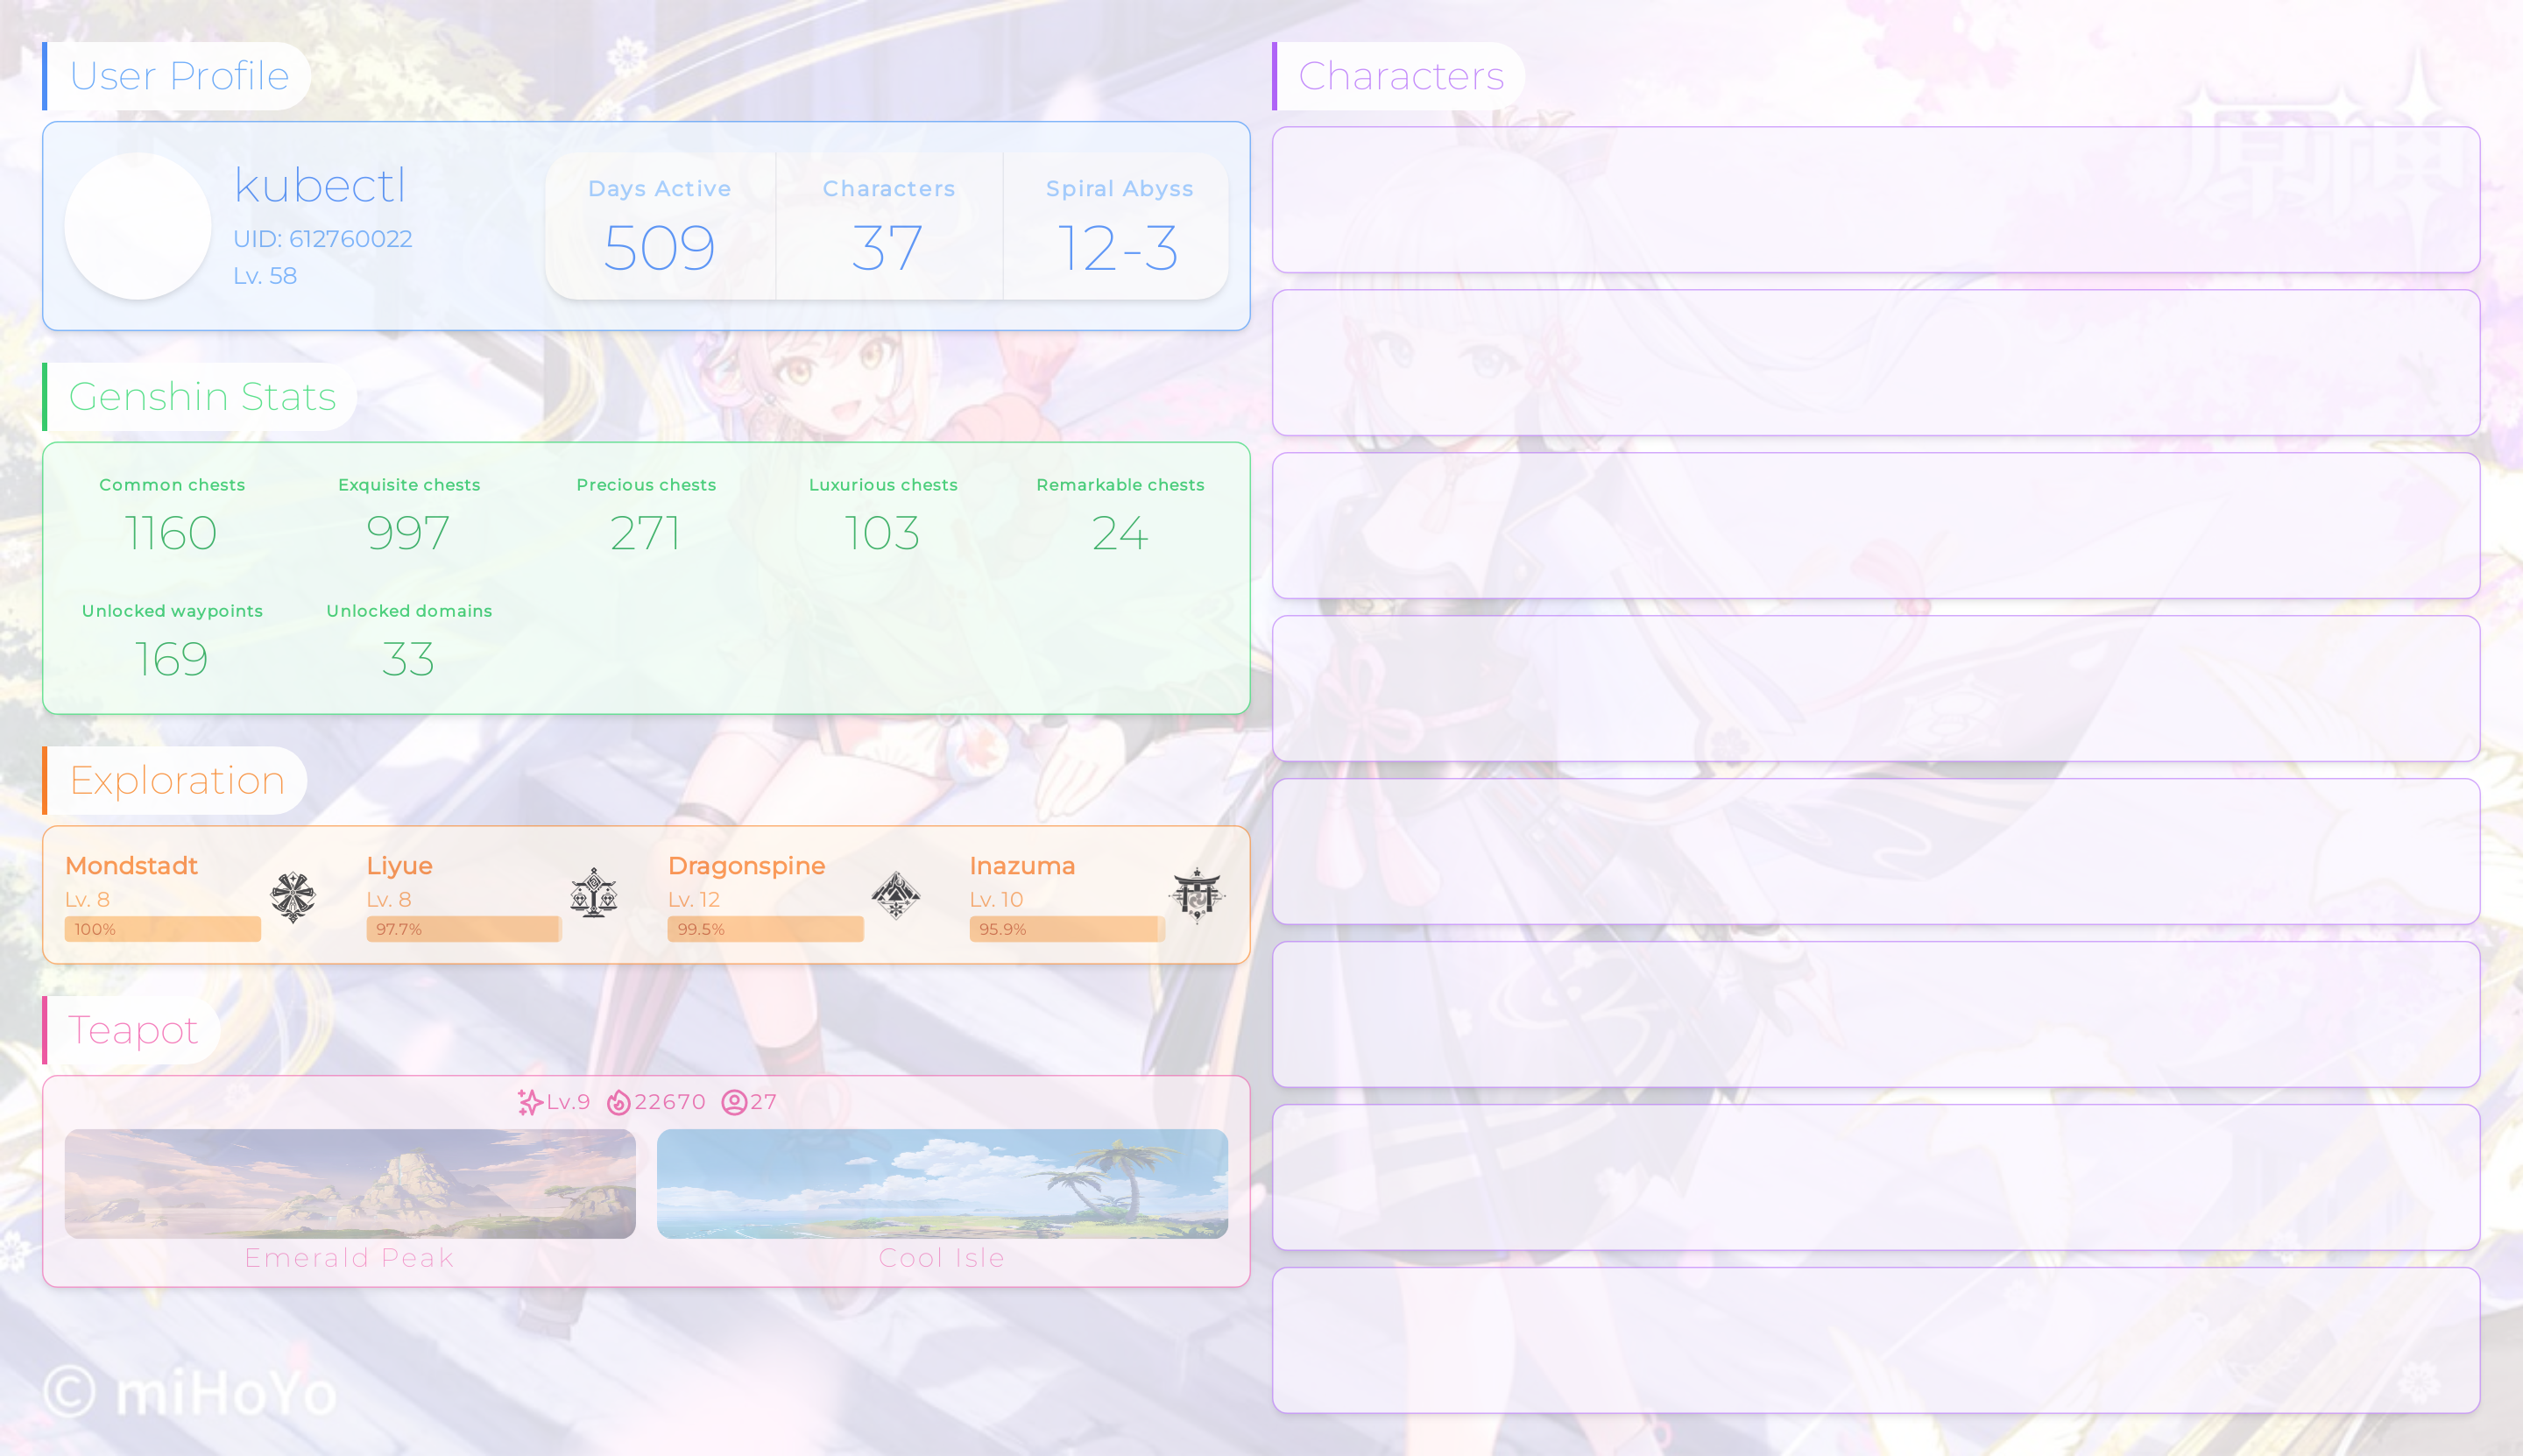 User Profile
kubectl
UID: 612760022
Lv. 58
Days Active
509
Characters
37
Spiral Abyss
12-3
Genshin Stats
Common chests
1160
Exquisite chests
997
Precious chests
271
Luxurious chests
103
Remarkable chests
24
Unlocked waypoints
169
Unlocked domains
33
Exploration
Mondstadt
Lv. 8
100%
Liyue
Lv. 8
97.7%
Dragonspine
Lv. 12
99.5%
Inazuma
Lv. 10
95.9%
Teapot
Lv.9
22670
27
Emerald Peak
Cool Isle
© miHoYo
Characters
原神